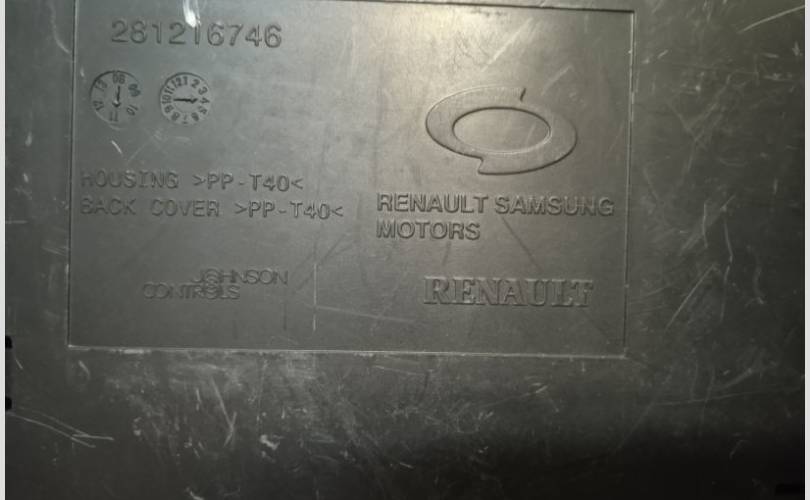 281216746
HOUSING >PP-T40<
BACK COVER >PP-T40<
RENAULT SAMSUNG
MOTORS
JOHNSON
CONTROLS
RENAULT